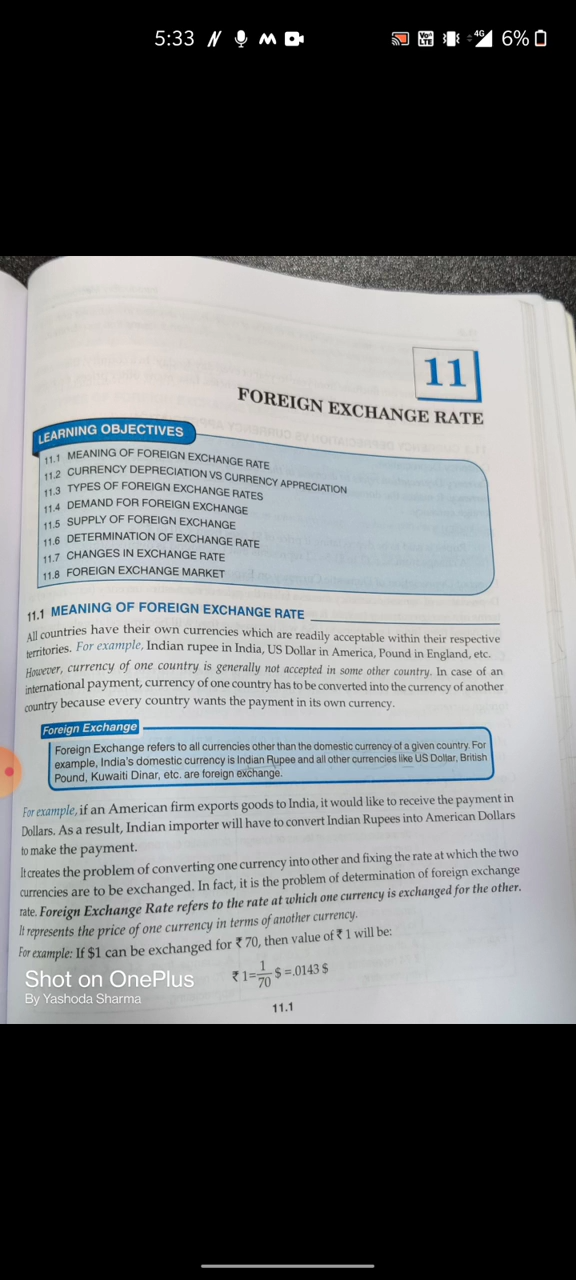 5:33
Vo))
LTE
4G
6%
11
FOREIGN EXCHANGE RATE
LEARNING OBJECTIVES
11.1 MEANING OF FOREIGN EXCHANGE RATE
11.2 CURRENCY DEPRECIATION VS CURRENCY APPRECIATION
11.3 TYPES OF FOREIGN EXCHANGE RATES
11.4 DEMAND FOR FOREIGN EXCHANGE
11.5 SUPPLY OF FOREIGN EXCHANGE
11.6 DETERMINATION OF EXCHANGE RATE
11.7 CHANGES IN EXCHANGE RATE
11.8 FOREIGN EXCHANGE MARKET
11.1 MEANING OF FOREIGN EXCHANGE RATE
All countries have their own currencies which are readily acceptable within their respective
territories. For example, Indian rupee in India, US Dollar in America, Pound in England, etc.
However, currency of one country is generally not accepted in some other country. In case of an
international payment, currency of one country has to be converted into the currency of another
country because every country wants the payment in its own currency.
Foreign Exchange
Foreign Exchange refers to all currencies other than the domestic currency of a given country. For
example, India's domestic currency is Indian Rupee and all other currencies like US Dollar, British
Pound, Kuwaiti Dinar, etc. are foreign exchange.
For example, if an American firm exports goods to India, it would like to receive the payment in
Dollars. As a result, Indian importer will have to convert Indian Rupees into American Dollars
to make the payment.
It creates the problem of converting one currency into other and fixing the rate at which the two
currencies are to be exchanged. In fact, it is the problem of determination of foreign exchange
rate. Foreign Exchange Rate refers to the rate at which one currency is exchanged for the other.
It represents the price of one currency in terms of another currency.
For example: If $1 can be exchanged for ₹ 70, then value of ₹ 1 will be:
₹ 1=1/70 $ =.0143 $
Shot on OnePlus
By Yashoda Sharma
11.1